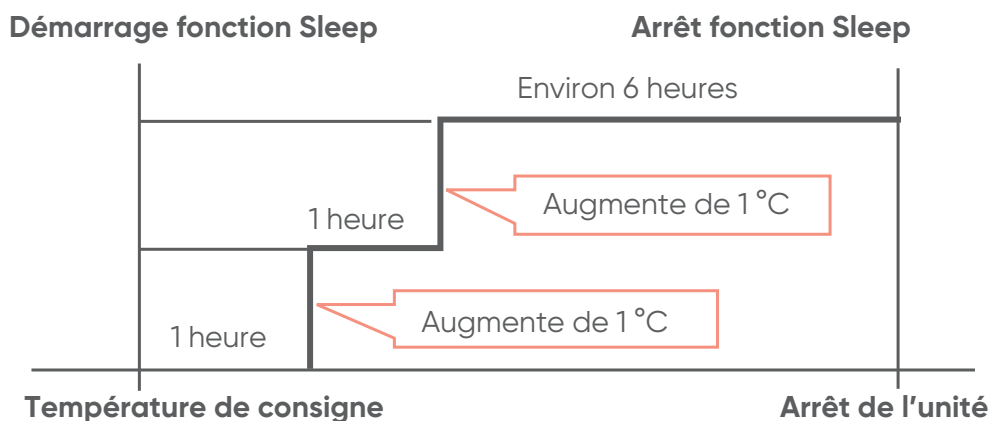 Démarrage fonction Sleep
Arrêt fonction Sleep
Environ 6 heures
Augmente de 1 °C
1 heure
Augmente de 1 °C
1 heure
Température de consigne
Arrêt de l’unité